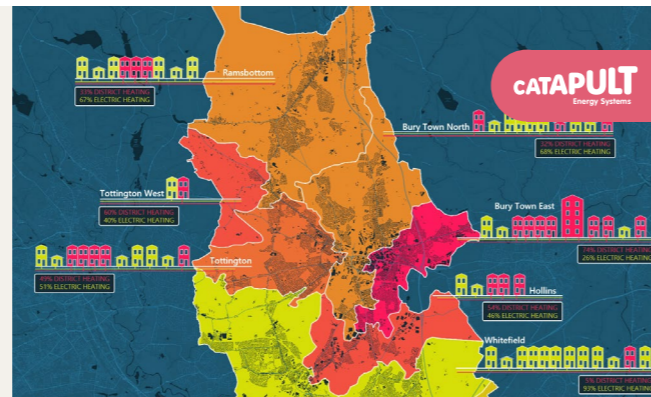 CATAPULT
Energy Systems
Ramsbottom
33% DISTRICT HEATING
67% ELECTRIC HEATING
Bury Town North
32% DISTRICT HEATING
68% ELECTRIC HEATING
Tottington West
60% DISTRICT HEATING
40% ELECTRIC HEATING
Bury Town East
74% DISTRICT HEATING
26% ELECTRIC HEATING
Tottington
49% DISTRICT HEATING
51% ELECTRIC HEATING
Hollins
54% DISTRICT HEATING
46% ELECTRIC HEATING
Whitefield
DISTRICT HEATING
93% ELECTRIC HEATING